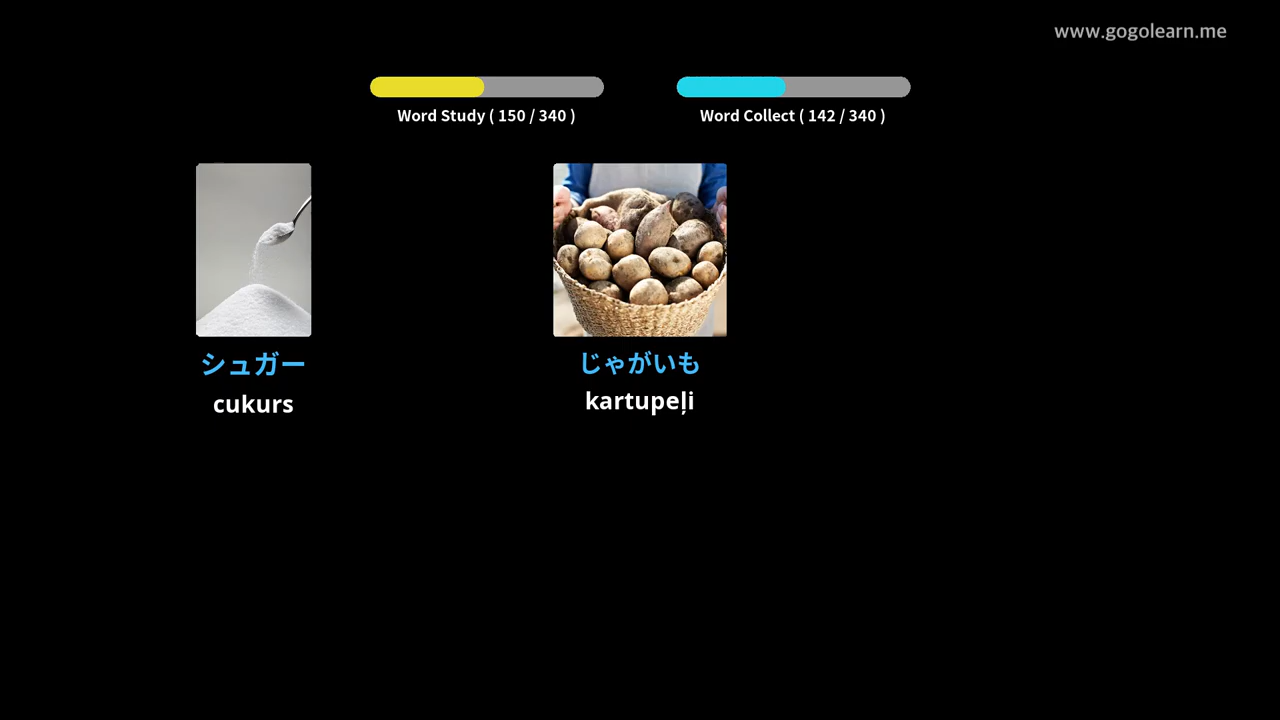 www.gogolearn.me
Word Study ( 150 / 340 )
Word Collect ( 142 / 340 )
シュガー
cukurs
じゃがいも
kartupeļi